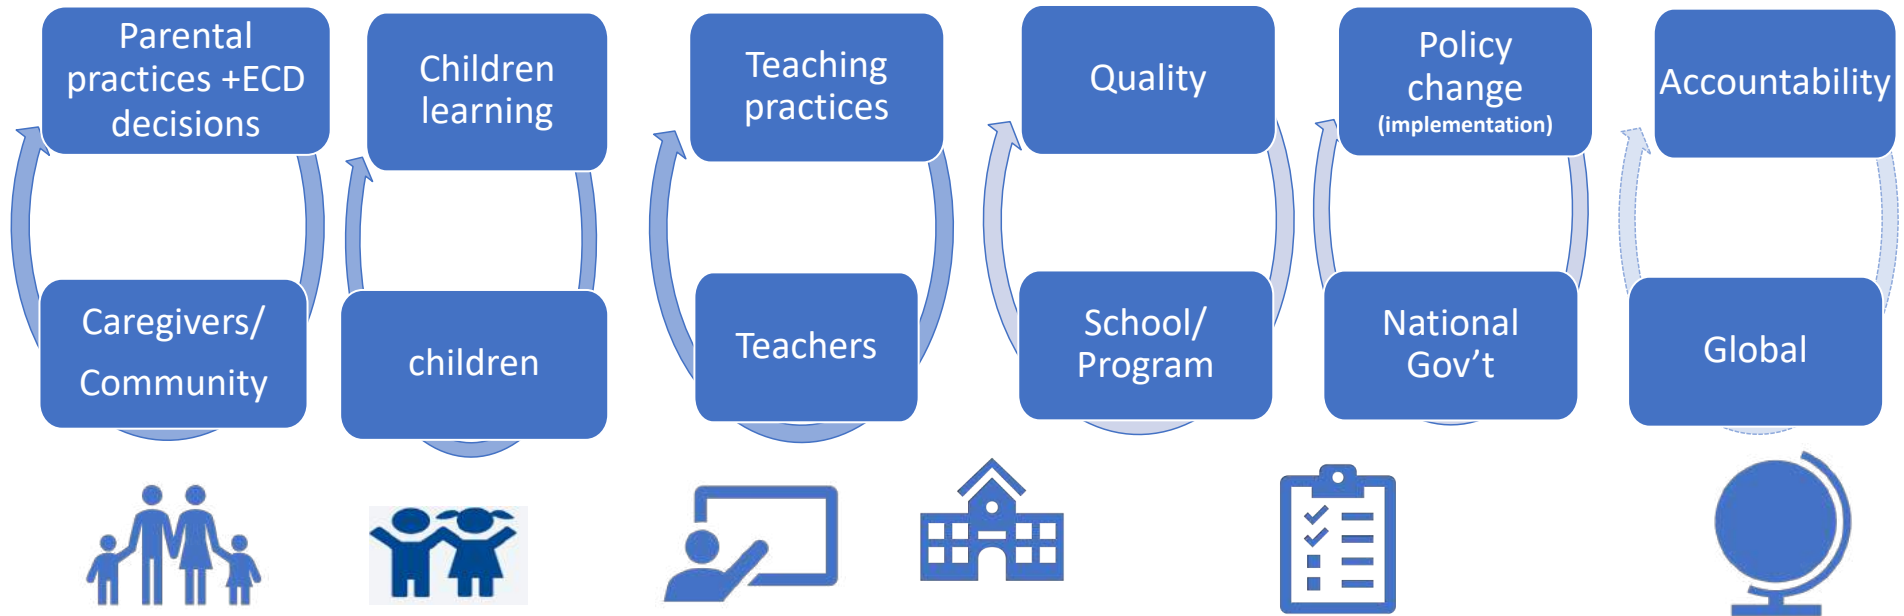 Parental
practices +ECD
decisions
Children
learning
Teaching
practices
Quality
Policy
change
(implementation)
Accountability
Caregivers/
Community
children
Teachers
School/
Program
National
Gov’t
Global